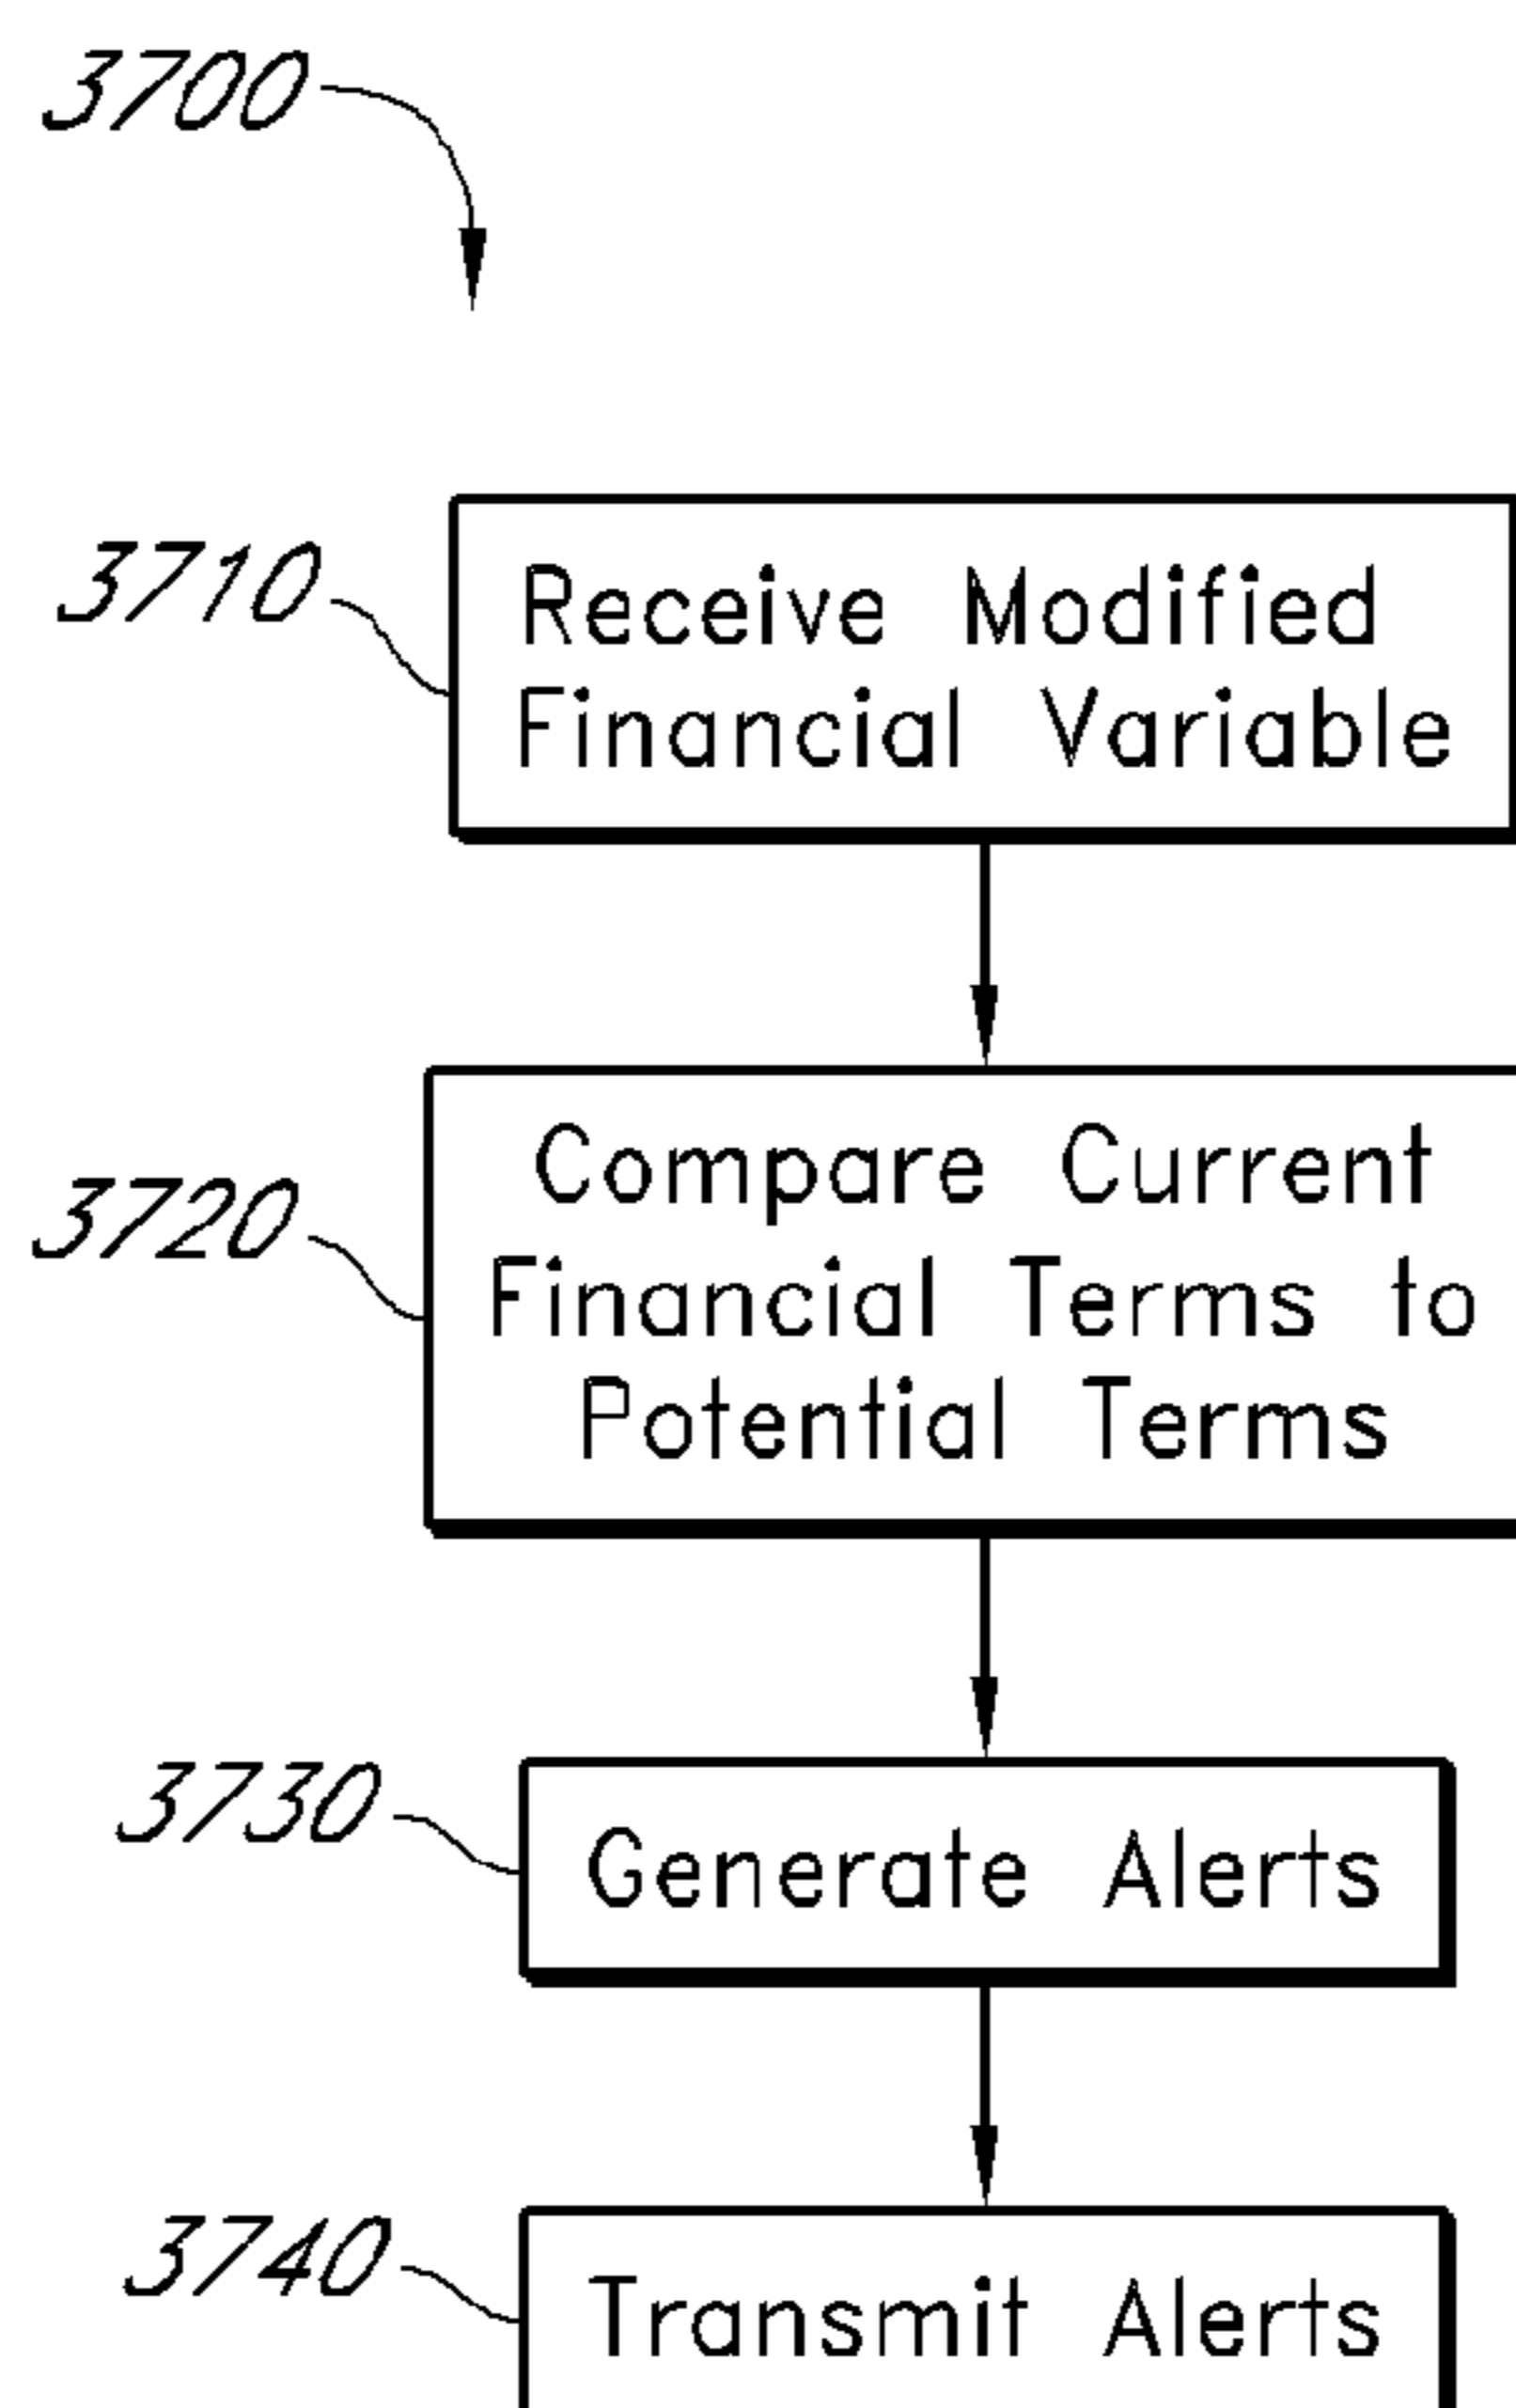 3700
3710
Receive Modified
Financial Variable
3720
Compare Current
Financial Terms to
Potential Terms
3730
Generate Alerts
3740
Transmit Alerts